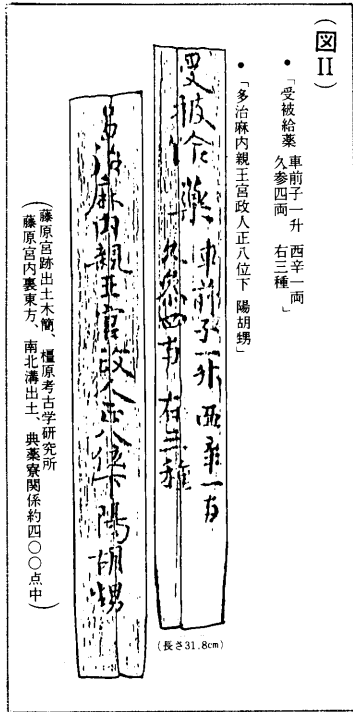 （図II）
• 「受被給薬 車前子一升 西辛一両
久参四両 右三種」
• 「多治麻内親王宮政人正八位下 陽胡甥」
受被給薬 車前子一升 西辛一両
久参四両 右三種
多治麻内親王宮政人正八位下陽胡甥
（長さ31.8cm）
（藤原宮跡出土木簡、橿原考古学研究所
藤原宮内裏東方、南北溝出土、典薬寮関係約四〇〇点中）